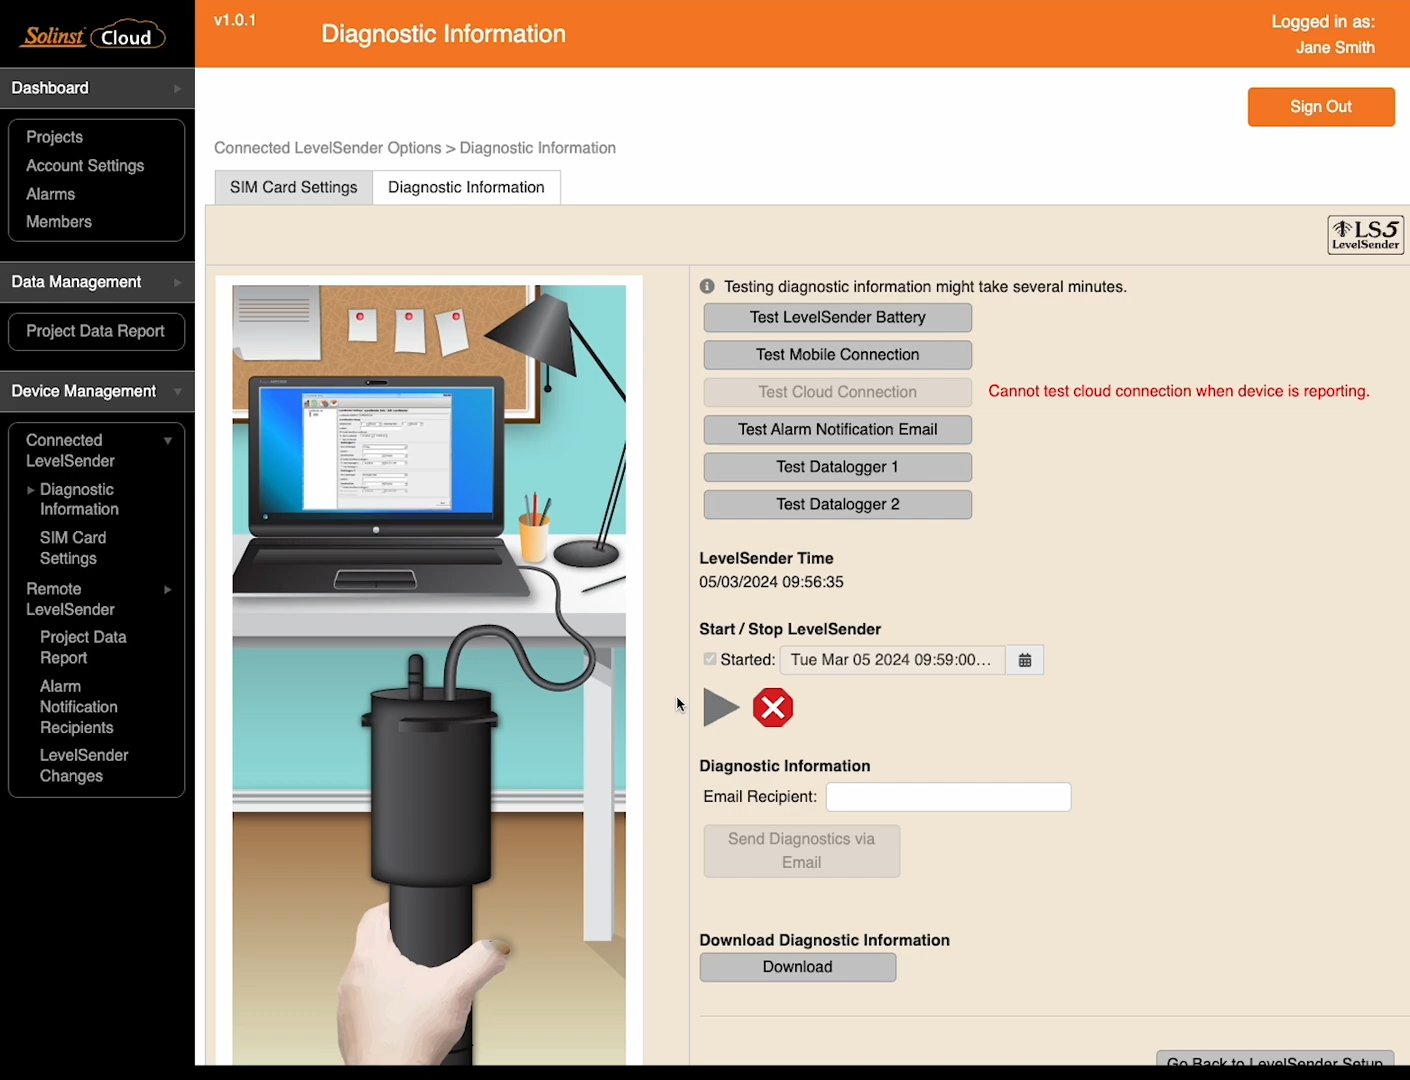 Solinst Cloud
v1.0.1
Diagnostic Information
Logged in as:
Jane Smith
Dashboard
Projects
Account Settings
Alarms
Members
Data Management
Project Data Report
Device Management
Connected
LevelSender
Diagnostic
Information
SIM Card
Settings
Remote
LevelSender
Project Data
Report
Alarm
Notification
Recipients
LevelSender
Changes
Sign Out
Connected LevelSender Options > Diagnostic Information
SIM Card Settings
Diagnostic Information
LS5
LevelSender
Testing diagnostic information might take several minutes.
Test LevelSender Battery
Test Mobile Connection
Test Cloud Connection
Cannot test cloud connection when device is reporting.
Test Alarm Notification Email
Test Datalogger 1
Test Datalogger 2
LevelSender Time
05/03/2024 09:56:35
Start / Stop LevelSender
Started: Tue Mar 05 2024 09:59:00...
Diagnostic Information
Email Recipient:
Send Diagnostics via
Email
Download Diagnostic Information
Download
Go Back to LevelSender Setup